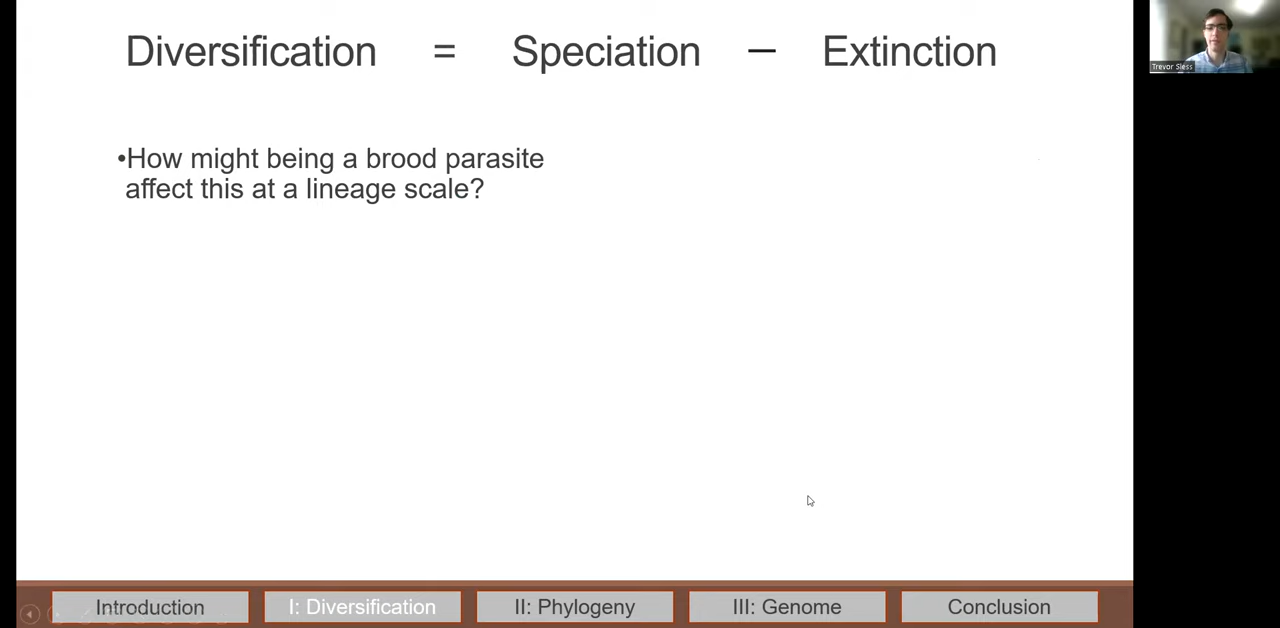 Diversification = Speciation – Extinction
Trevor Sless
•How might being a brood parasite
affect this at a lineage scale?
Introduction
I: Diversification
II: Phylogeny
III: Genome
Conclusion